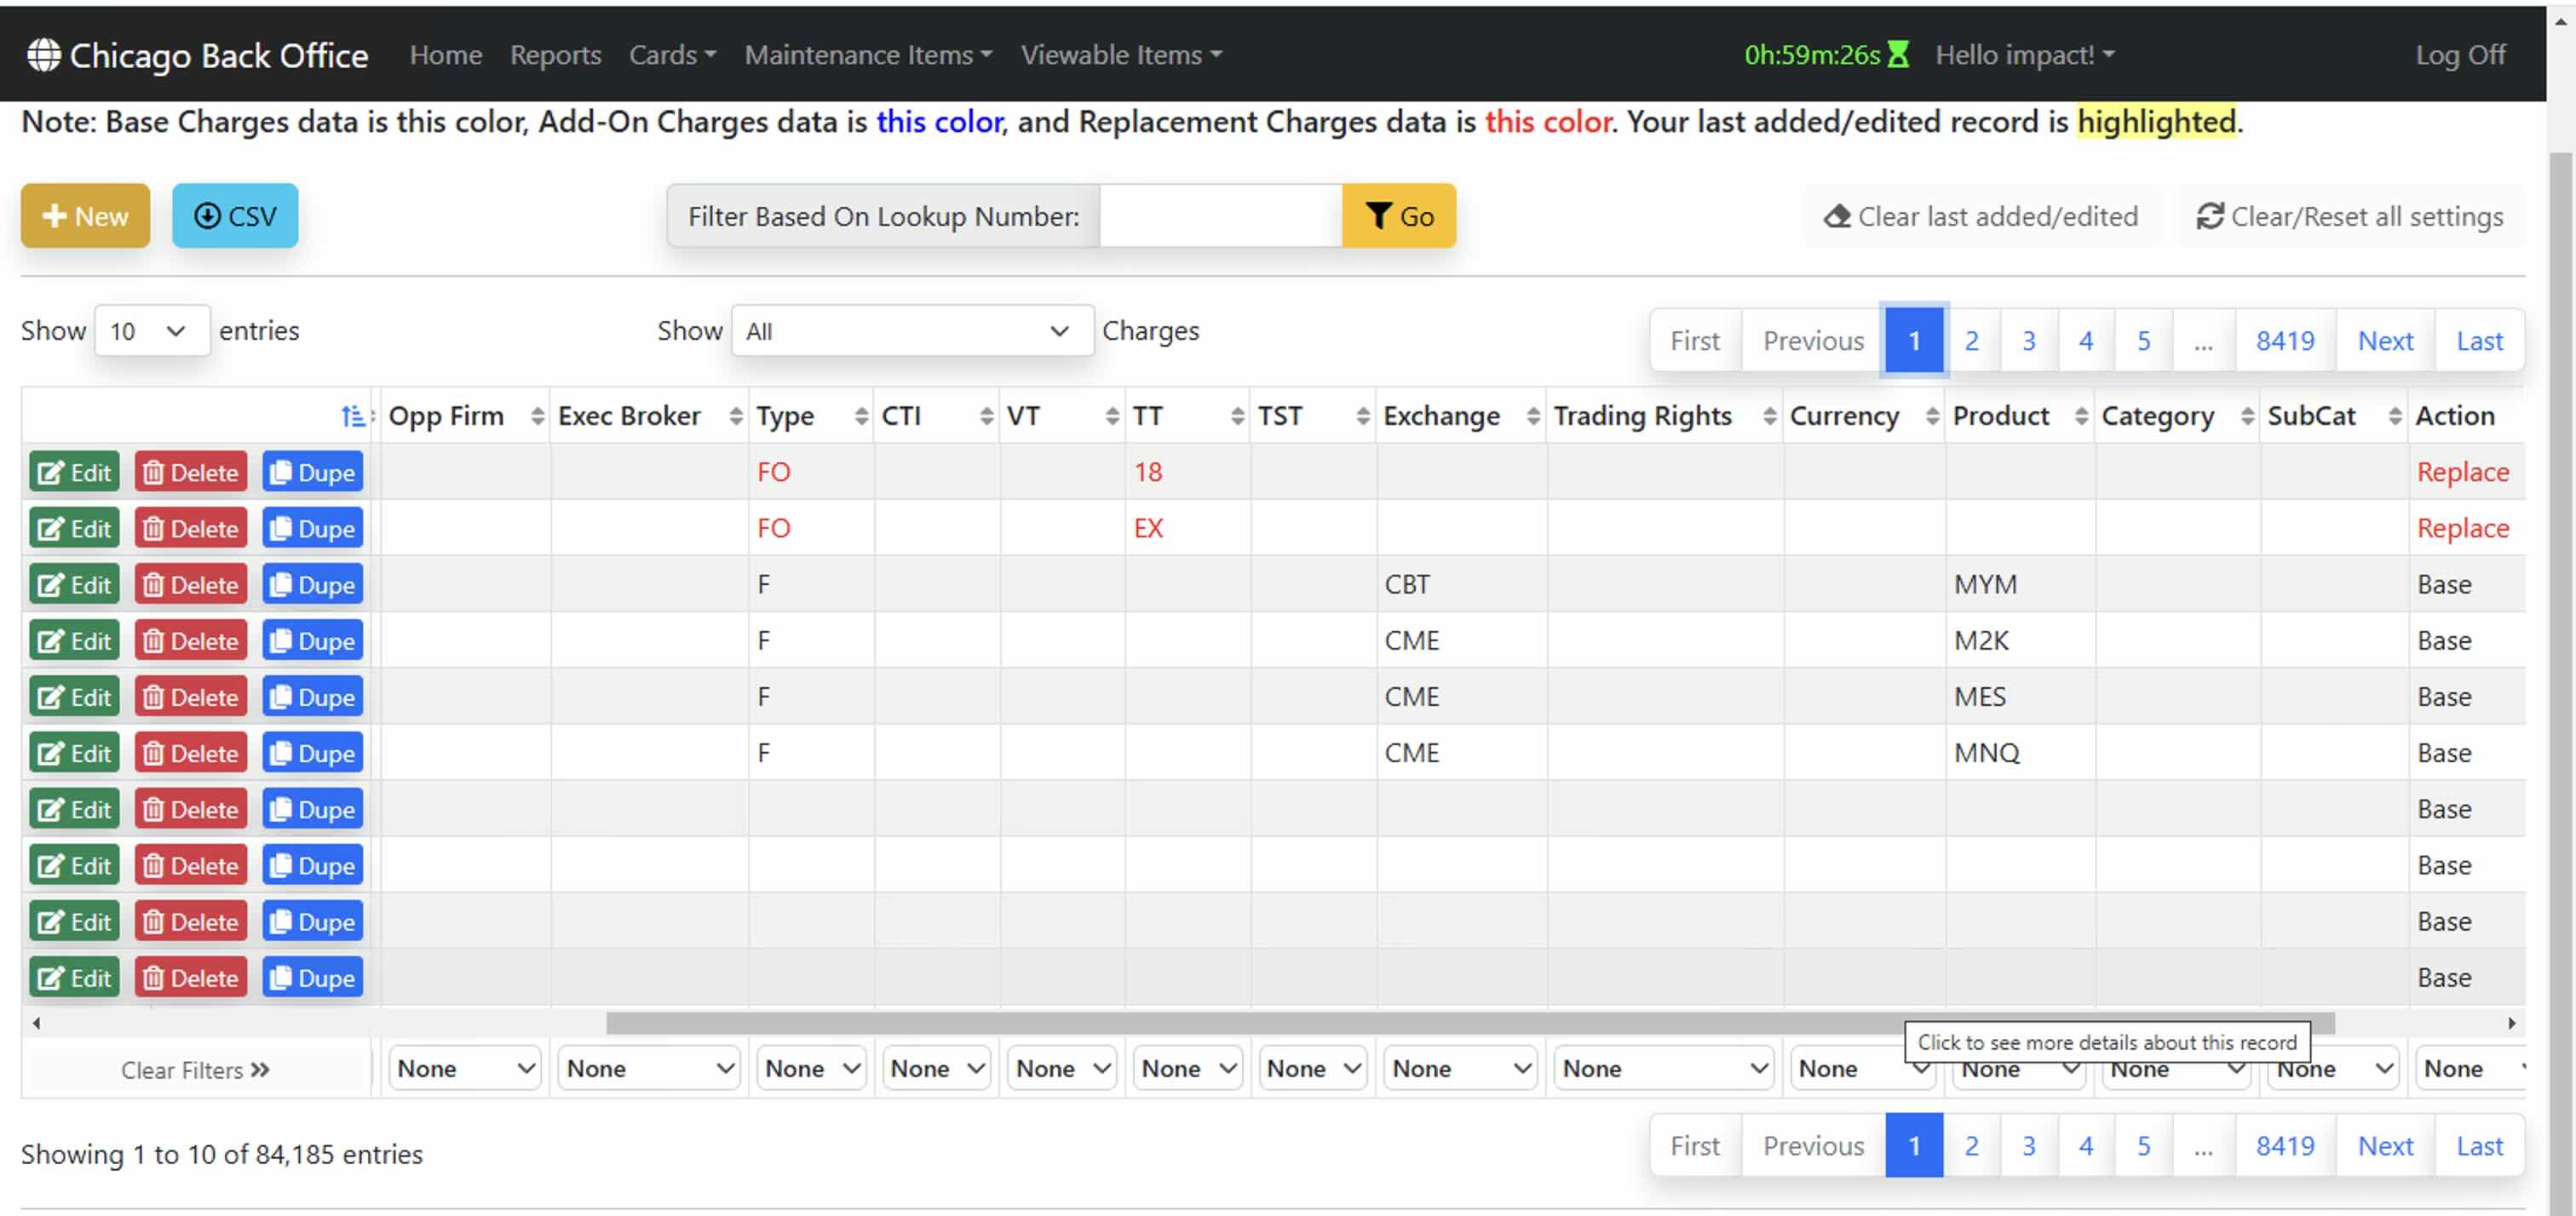 Chicago Back Office Home Reports Cards Maintenance Items Viewable Items 0h:59m:26s Hello impact! Log Off
Note: Base Charges data is this color, Add-On Charges data is this color, and Replacement Charges data is this color. Your last added/edited record is highlighted.
New CSV Filter Based On Lookup Number: Go Clear last added/edited Clear/Reset all settings
Show 10 entries Show All Charges First Previous 1 2 3 4 5 ... 8419 Next Last
Opp Firm Exec Broker Type CTI VT TT TST Exchange Trading Rights Currency Product Category SubCat Action
Edit Delete Dupe FO 18 Replace
Edit Delete Dupe FO EX Replace
Edit Delete Dupe F CBT MYM Base
Edit Delete Dupe F CME M2K Base
Edit Delete Dupe F CME MES Base
Edit Delete Dupe F CME MNQ Base
Edit Delete Dupe Base
Edit Delete Dupe Base
Edit Delete Dupe Base
Edit Delete Dupe Base
Click to see more details about this record
Clear Filters None None None None None None None None None None None None None None
Showing 1 to 10 of 84,185 entries First Previous 1 2 3 4 5 ... 8419 Next Last